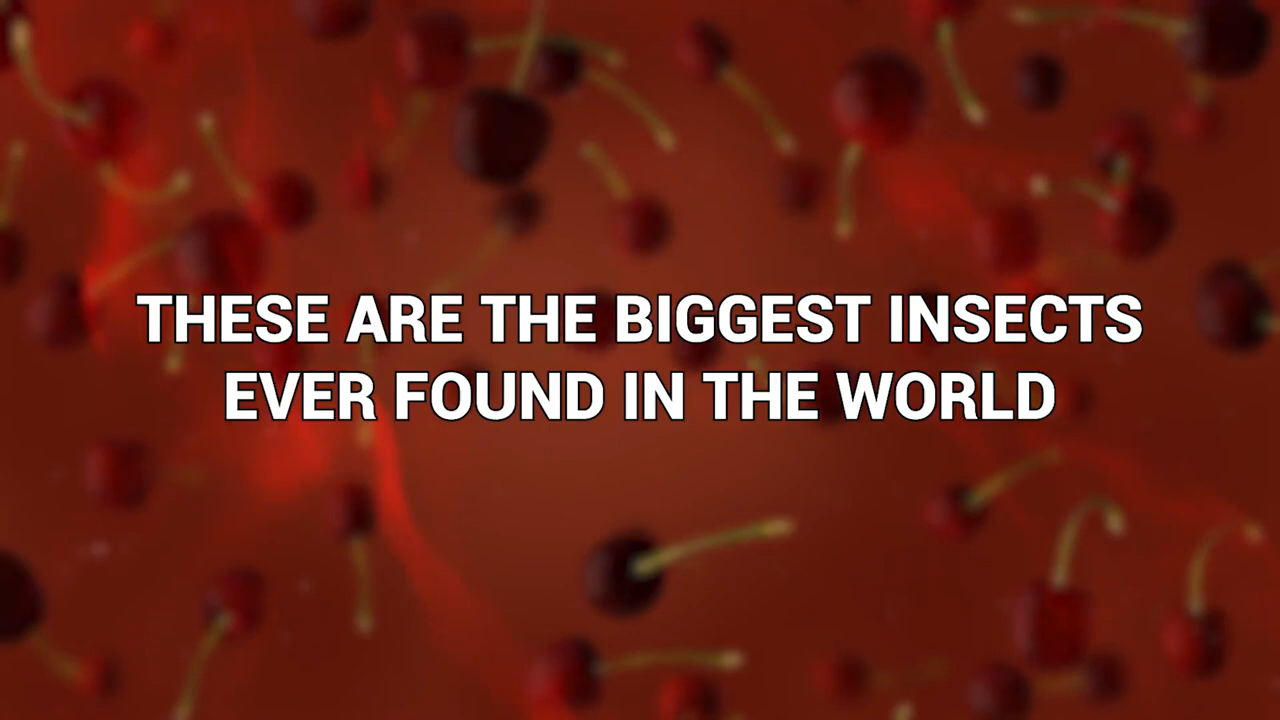 THESE ARE THE BIGGEST INSECTS
EVER FOUND IN THE WORLD